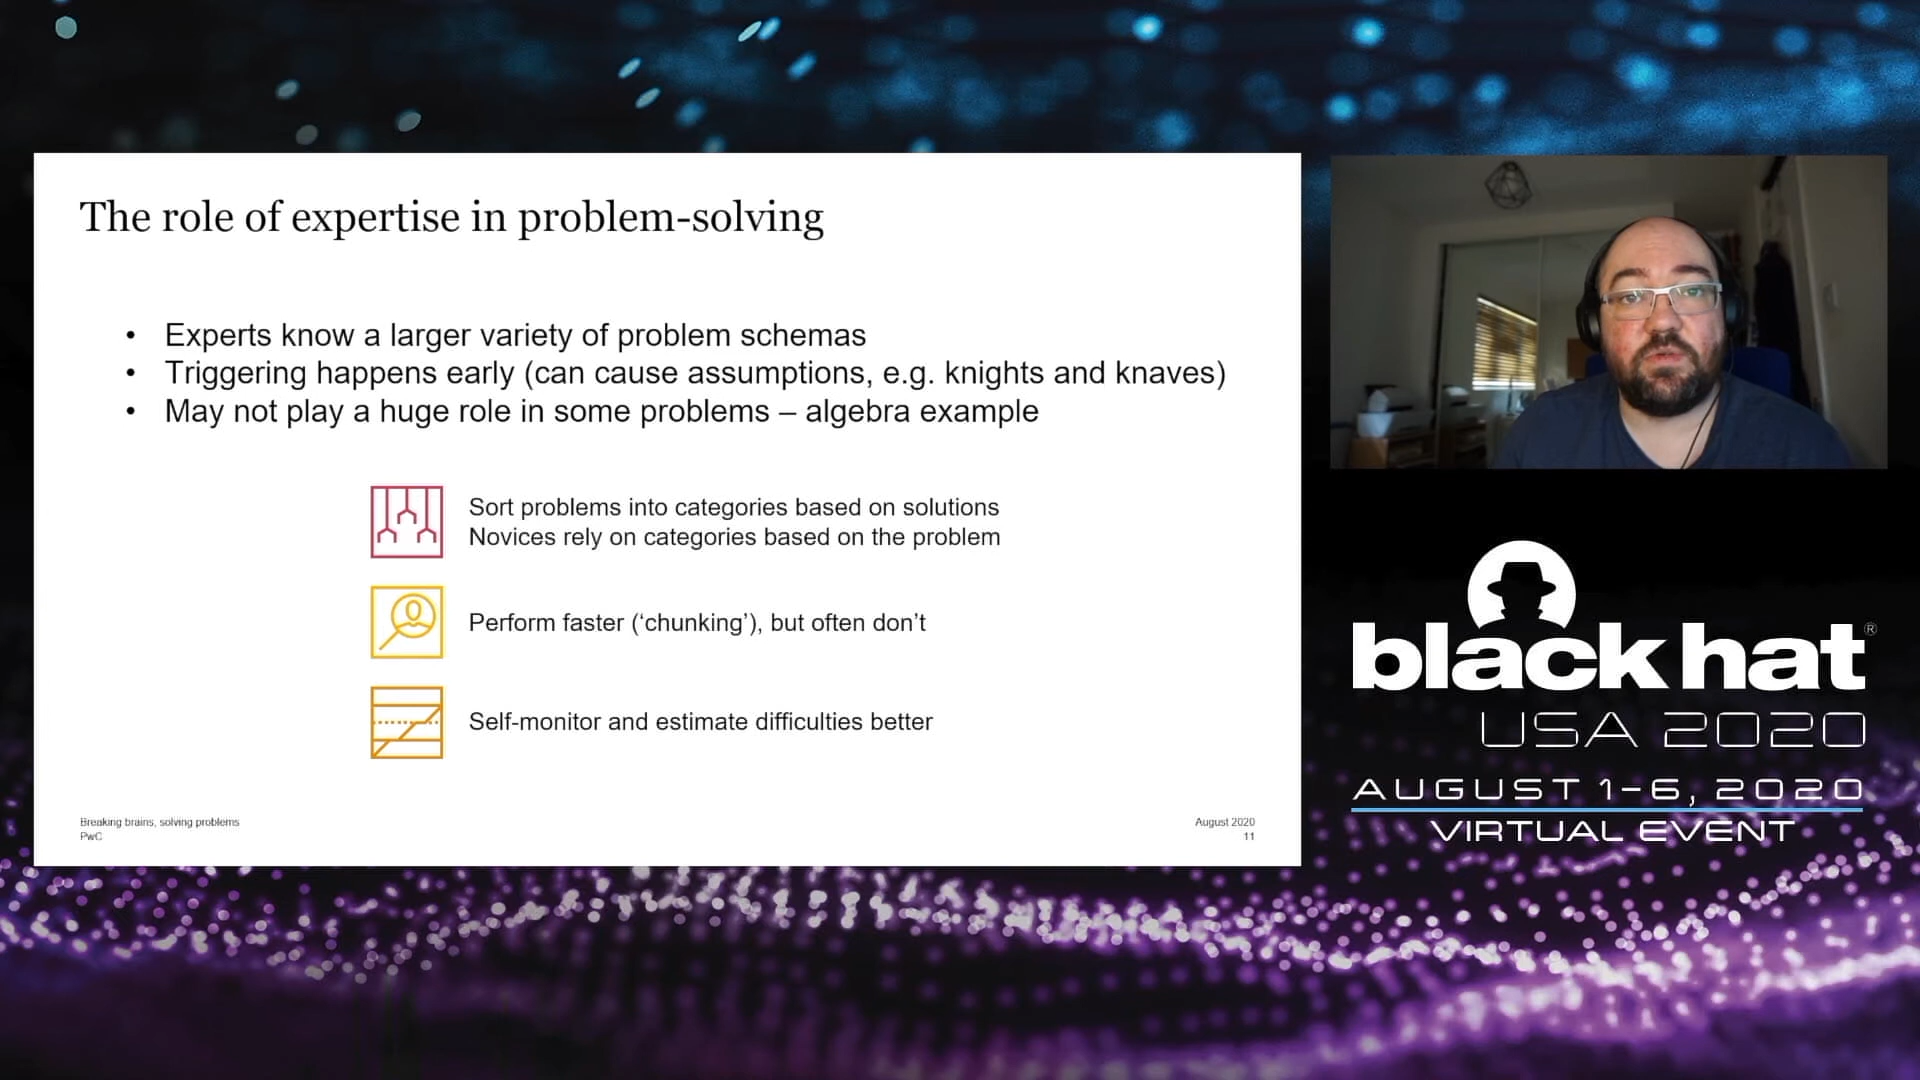 The role of expertise in problem-solving
• Experts know a larger variety of problem schemas
• Triggering happens early (can cause assumptions, e.g. knights and knaves)
• May not play a huge role in some problems – algebra example
Sort problems into categories based on solutions
Novices rely on categories based on the problem
Perform faster (‘chunking’), but often don’t
Self-monitor and estimate difficulties better
Breaking brains, solving problems
PwC
August 2020
11
black hat®
USA 2020
AUGUST 1-6, 2020
VIRTUAL EVENT